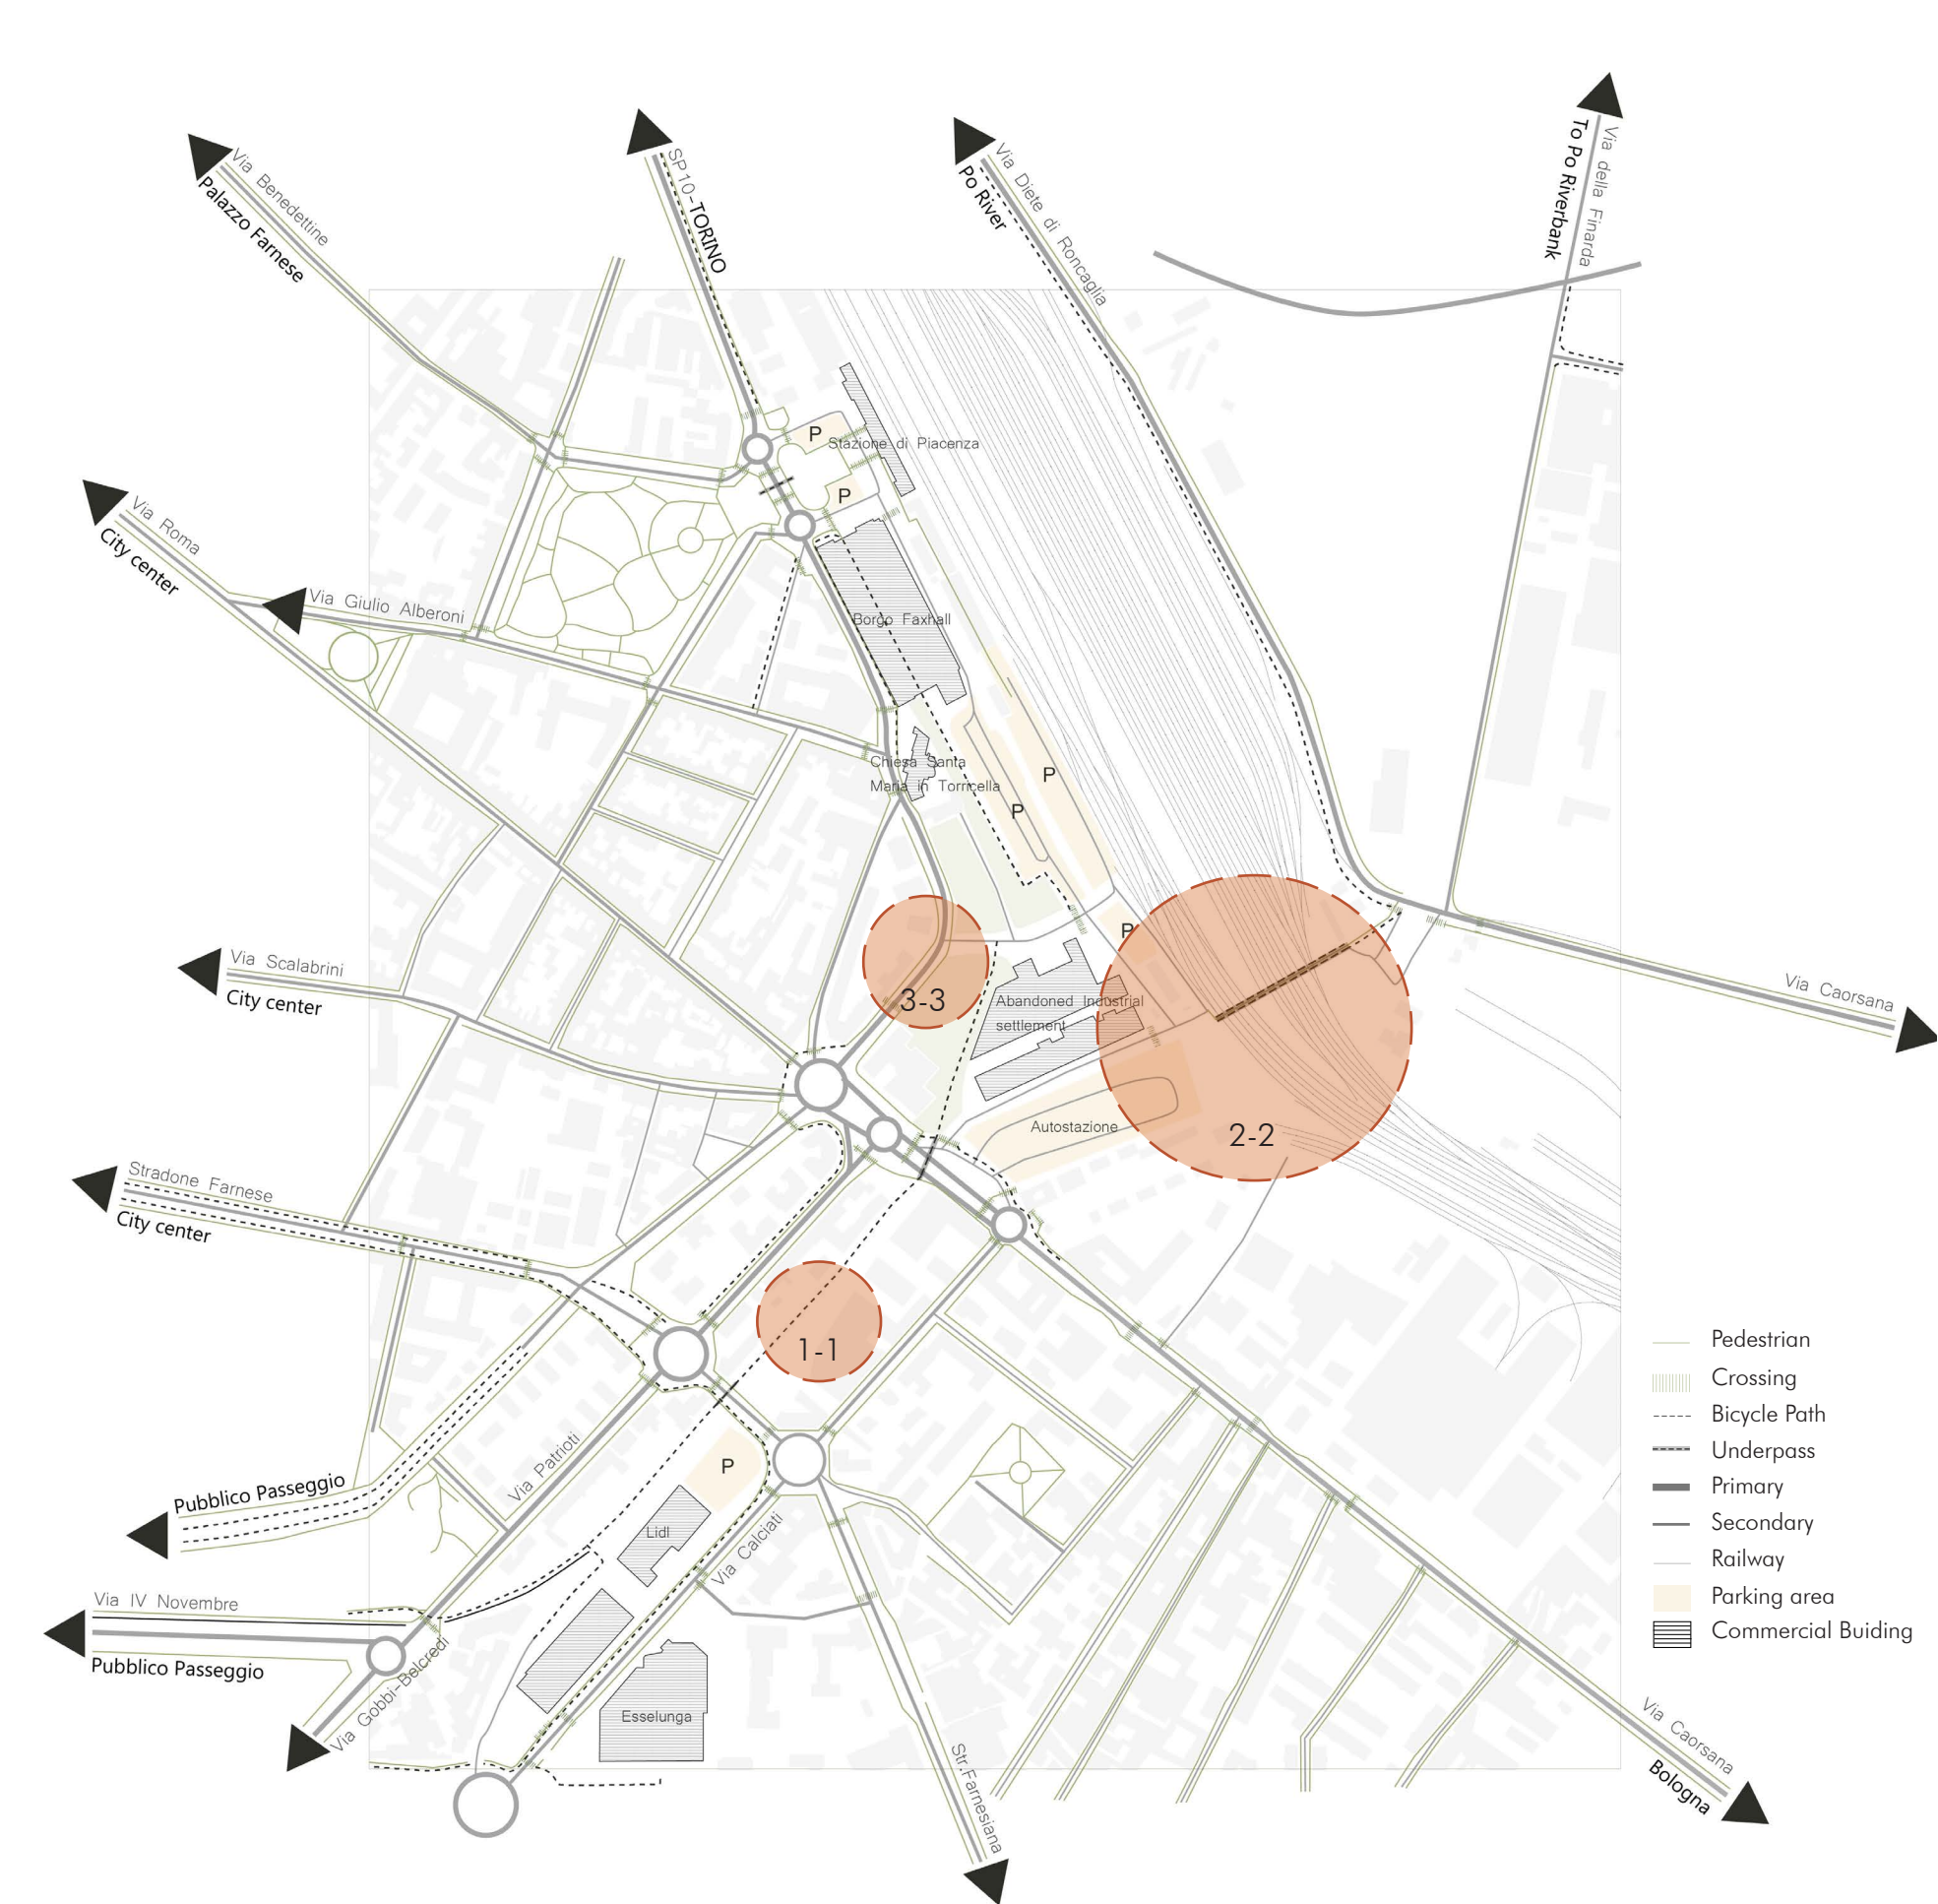 Via Benedettine
Palazzo Farnese
SP10-TORINO
Via Diete di Roncaglia
Po River
Via della Finarda
To Po Riverbank
P
Stazione di Piacenza
P
Via Roma
City center
Via Giulio Alberoni
Borgo Faxhall
Chiesa Santa
Maria in Torricella
P
P
P
Via Scalabrini
City center
3-3
Abandoned Industrial
settlement
Via Caorsana
Autostazione
2-2
Stradone Farnese
City center
1-1
Pedestrian
Crossing
Bicycle Path
Underpass
Primary
Secondary
Railway
Parking area
Commercial Buiding
Via Patrioti
P
Pubblico Passeggio
Lidl
Via Calciati
Via IV Novembre
Pubblico Passeggio
Via Gobbi-Belcredi
Esselunga
Str.Farnesiana
Via Caorsana
Bologna